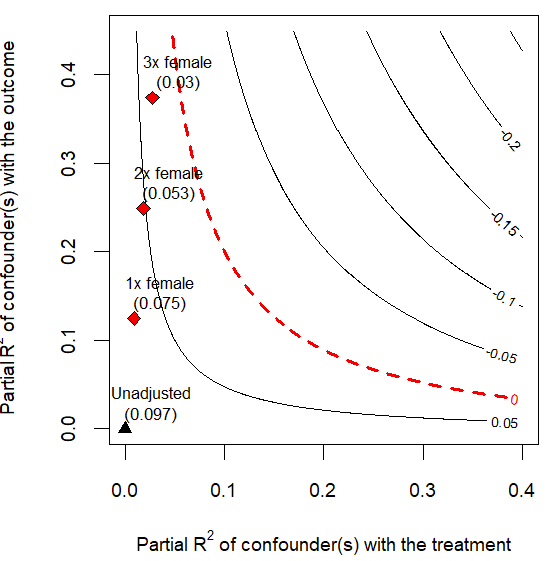 Partial R² of confounder(s) with the outcome
0.4
0.3
0.2
0.1
0.0
3x female
(0.03)
2x female
(0.053)
1x female
(0.075)
Unadjusted
(0.097)
-0.2
-0.15
-0.1
-0.05
0
0.05
0.0 0.1 0.2 0.3 0.4
Partial R² of confounder(s) with the treatment